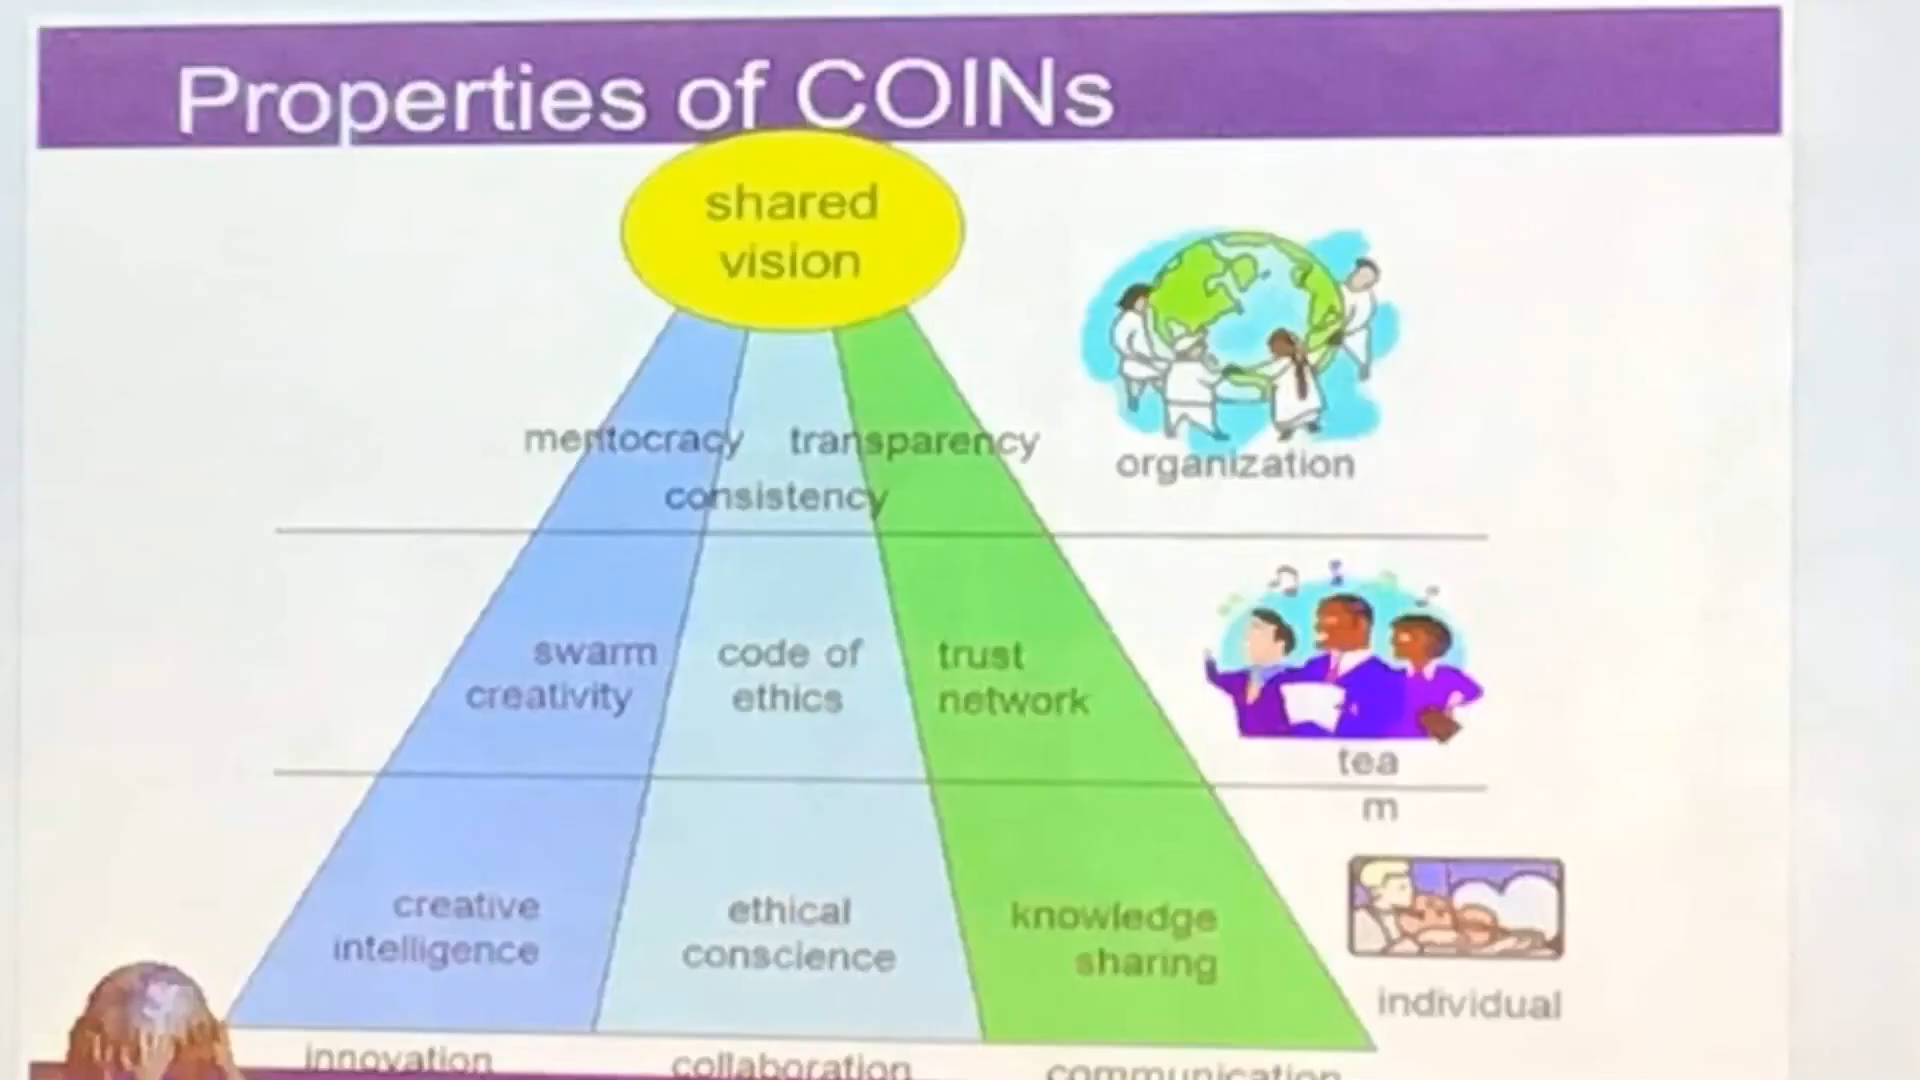 Properties of COINs
shared
vision
meritocracy transparency
consistency
organization
swarm
creativity
code of
ethics
trust
network
tea
m
creative
intelligence
ethical
conscience
knowledge
sharing
individual
innovation collaboration communication